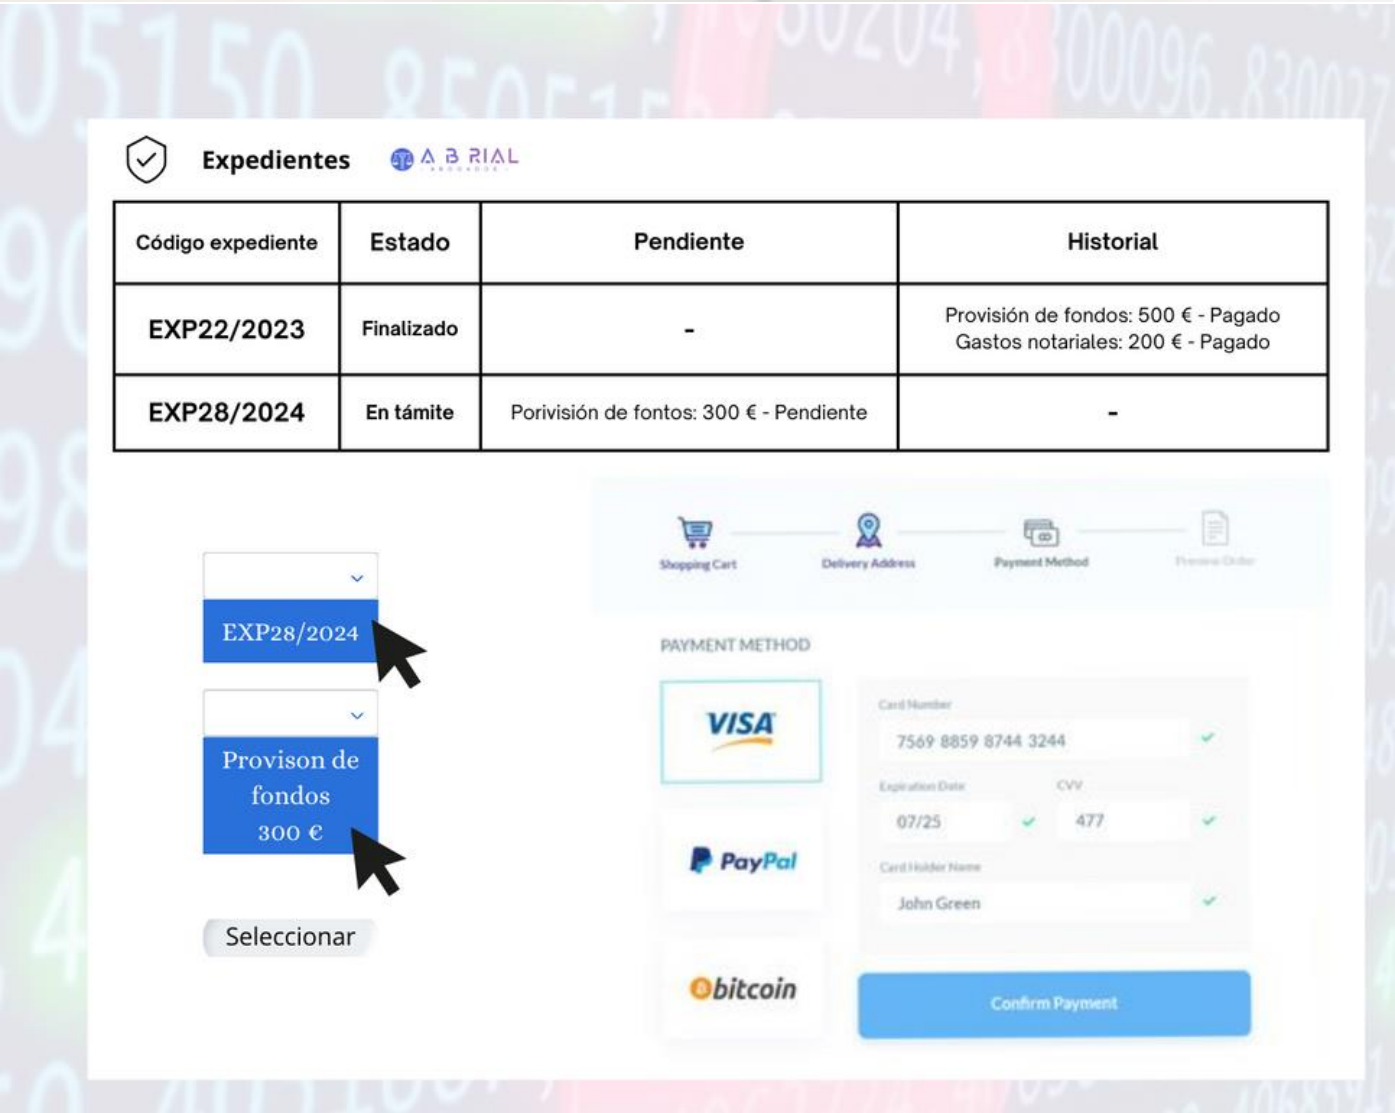 Expedientes
A B RIAL
ABOGADOS
Código expediente Estado Pendiente Historial
EXP22/2023 Finalizado - Provisión de fondos: 500 € - Pagado
Gastos notariales: 200 € - Pagado
EXP28/2024 En támite Porivisión de fontos: 300 € - Pendiente -
Shopping Cart Delivery Address Payment Method Preview Order
EXP28/2024
Provison de
fondos
300 €
Seleccionar
PAYMENT METHOD
VISA
PayPal
bitcoin
Card Number
7569 8859 8744 3244
Expiration Date CVV
07/25 477
Card Holder Name
John Green
Confirm Payment